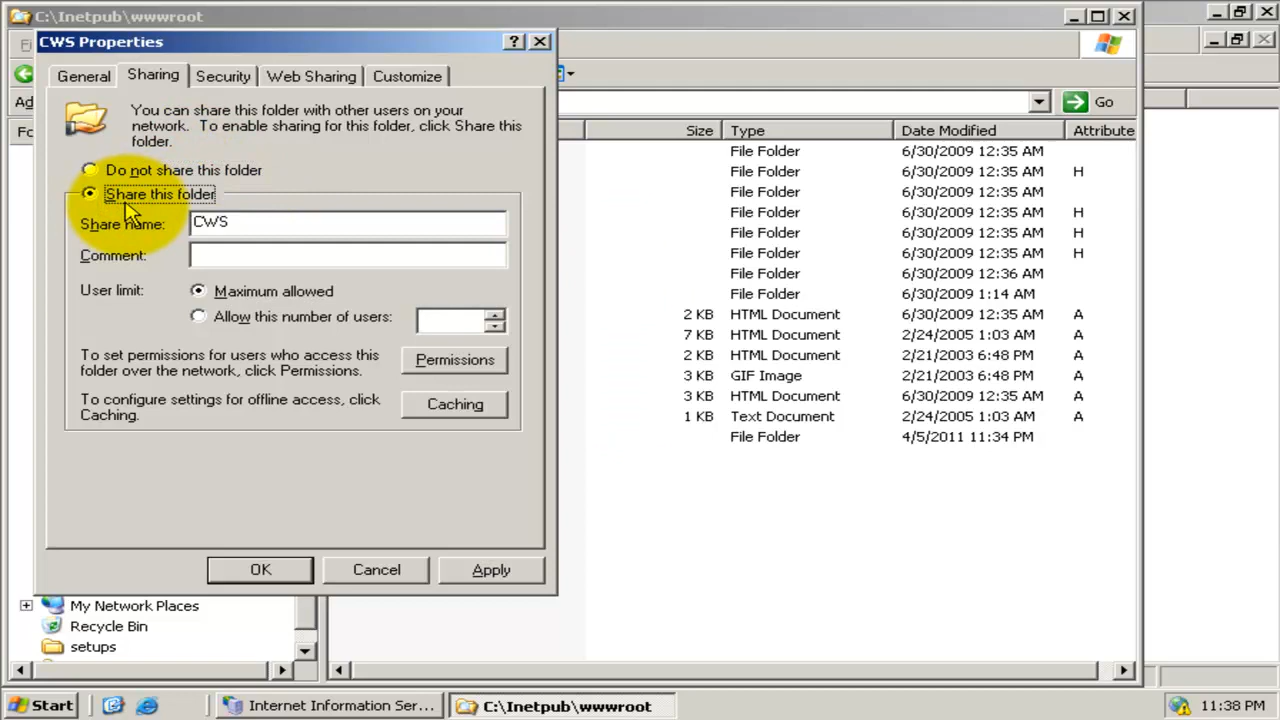 C:\Inetpub\wwwroot
CWS Properties
General
Sharing
Security
Web Sharing
Customize
You can share this folder with other users on your
network. To enable sharing for this folder, click Share this
folder.
Do not share this folder
Share this folder
Share name:
CWS
Comment:
User limit:
Maximum allowed
Allow this number of users:
To set permissions for users who access this
folder over the network, click Permissions.
Permissions
To configure settings for offline access, click
Caching.
Caching
OK
Cancel
Apply
Go
Size Type Date Modified Attribute
File Folder 6/30/2009 12:35 AM
File Folder 6/30/2009 12:35 AM H
File Folder 6/30/2009 12:35 AM
File Folder 6/30/2009 12:35 AM H
File Folder 6/30/2009 12:35 AM H
File Folder 6/30/2009 12:35 AM H
File Folder 6/30/2009 12:36 AM
File Folder 6/30/2009 1:14 AM
2 KB HTML Document 6/30/2009 12:35 AM A
7 KB HTML Document 2/24/2005 1:03 AM A
2 KB HTML Document 2/21/2003 6:48 PM A
3 KB GIF Image 2/21/2003 6:48 PM A
3 KB HTML Document 6/30/2009 12:35 AM A
1 KB Text Document 2/24/2005 1:03 AM A
File Folder 4/5/2011 11:34 PM
My Network Places
Recycle Bin
setups
Start
Internet Information Ser...
C:\Inetpub\wwwroot
11:38 PM